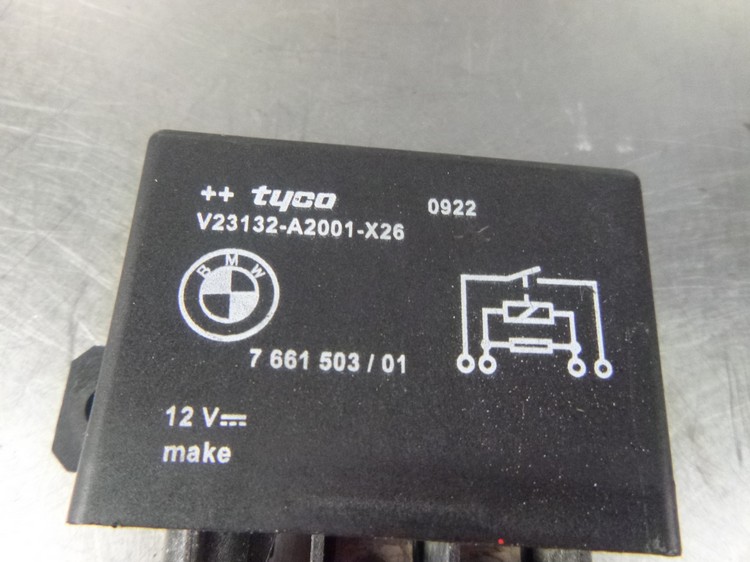 ++ tyco 0922
V23132-A2001-X26
BMW
7 661 503 / 01
12 V
make